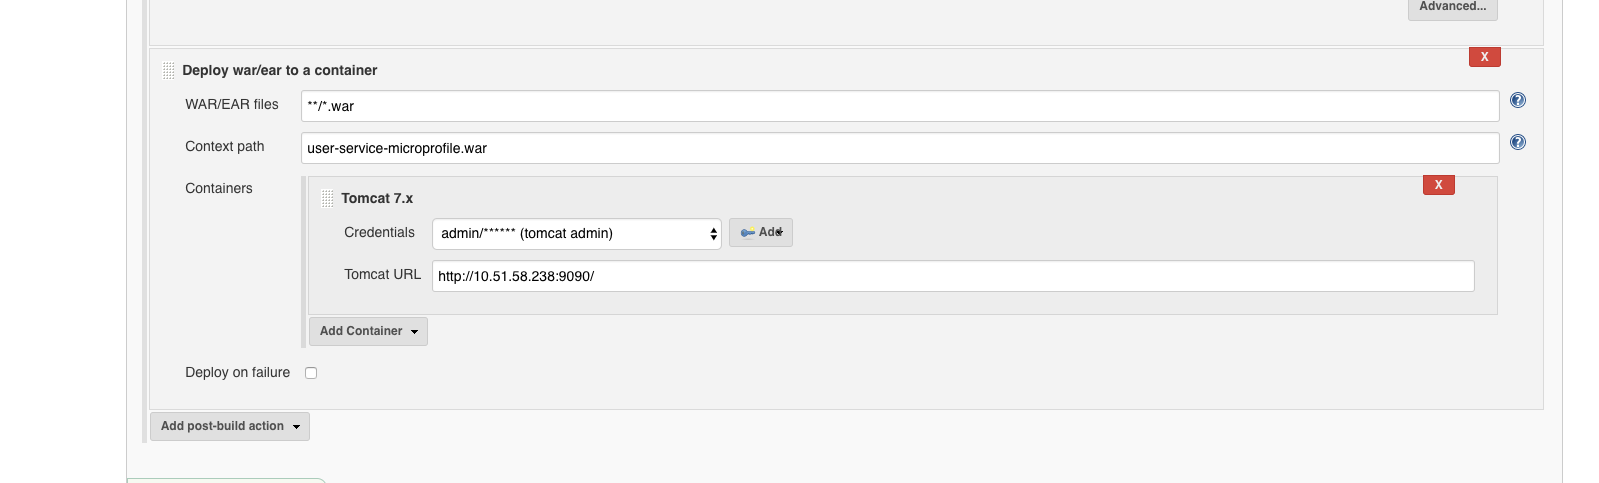 Advanced...
X
Deploy war/ear to a container
WAR/EAR files **/*.war ?
Context path user-service-microprofile.war ?
Containers
X
Tomcat 7.x
Credentials admin/****** (tomcat admin) Add
Tomcat URL http://10.51.58.238:9090/
Add Container
Deploy on failure
Add post-build action